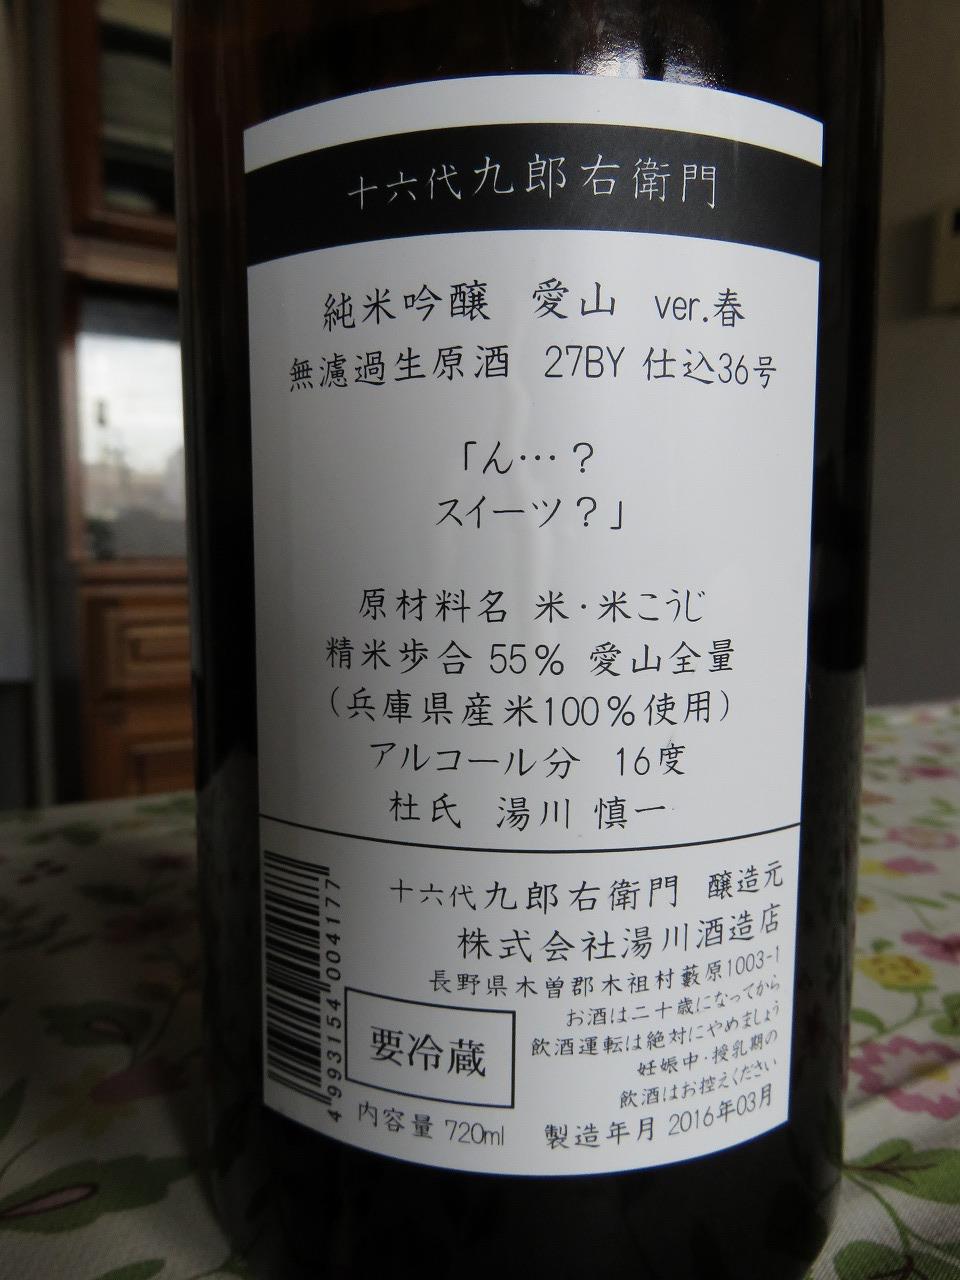 十六代九郎右衛門
純米吟醸　愛山　ver.春
無濾過生原酒　27BY 仕込36号
「ん…？
スイーツ？」
原材料名 米・米こうじ
精米歩合 55％ 愛山全量
（兵庫県産米100％使用）
アルコール分　16度
杜氏　湯川 慎一
十六代九郎右衛門　醸造元
株式会社湯川酒造店
長野県木曽郡木祖村藪原1003-1
お酒は二十歳になってから
飲酒運転は絶対にやめましょう
妊娠中・授乳期の
飲酒はお控えください
要冷蔵
内容量 720ml
製造年月 2016年03月
4993154004177